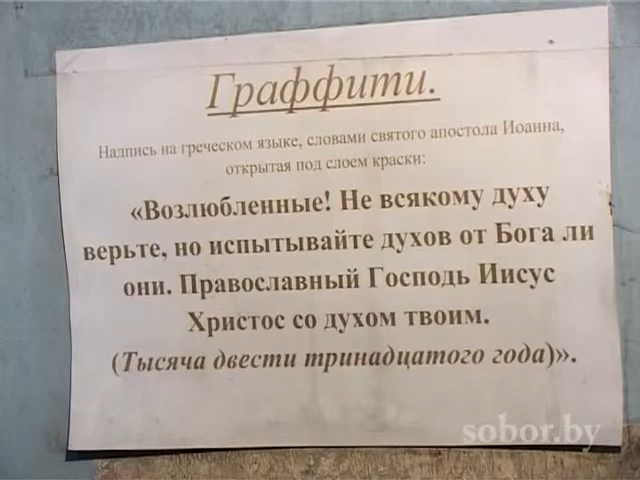 Граффити.
Надпись на греческом языке, словами святого апостола Иоанна,
открытая под слоем краски:
«Возлюбленные! Не всякому духу
верьте, но испытывайте духов от Бога ли
они. Православный Господь Иисус
Христос со духом твоим.
(Тысяча двести тринадцатого года)».
sobor.by